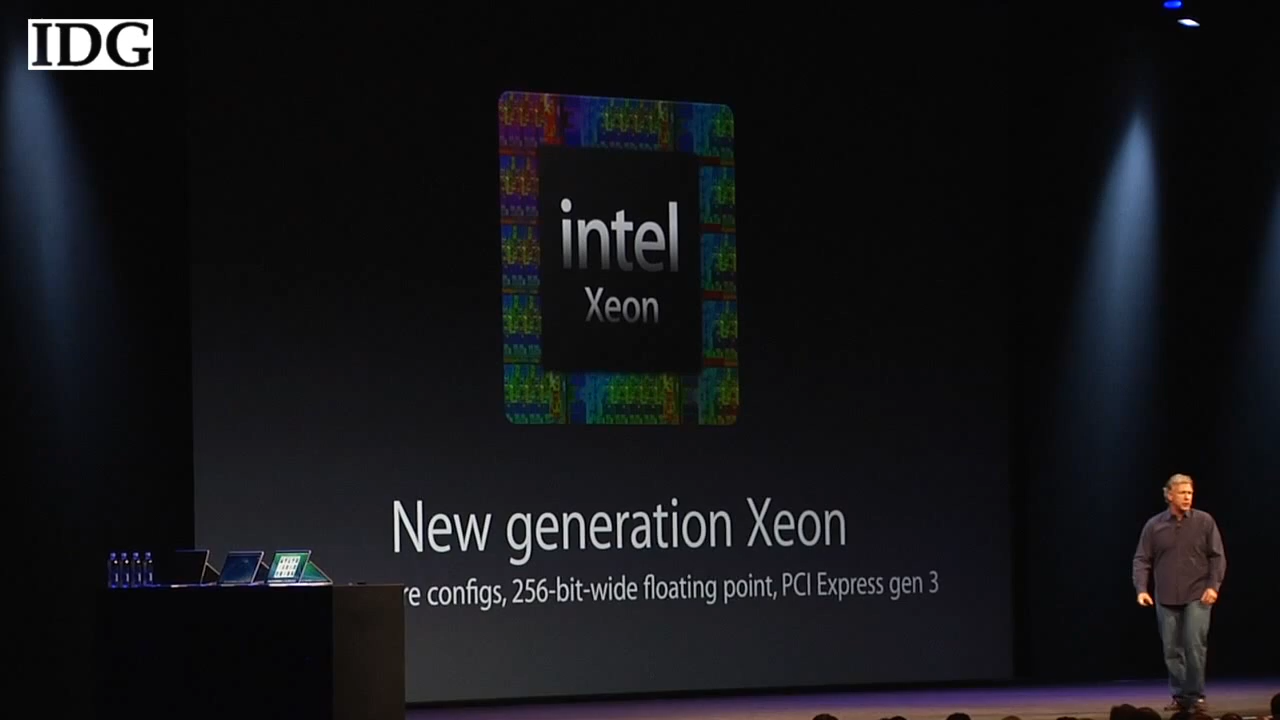 IDG
intel
Xeon
New generation Xeon
re configs, 256-bit-wide floating point, PCI Express gen 3